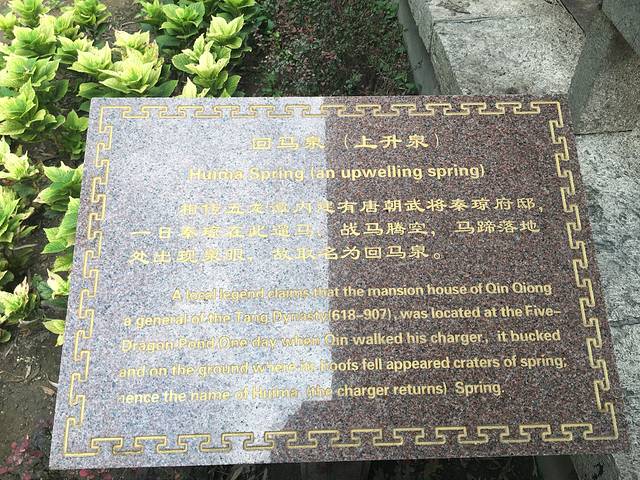 回马泉（上升泉）
Huima Spring (an upwelling spring)
相传五龙潭内建有唐朝武将秦琼府邸，
一日秦琼在此遛马，战马腾空，马蹄落地
处出现泉眼，故取名为回马泉。
A local legend claims that the mansion house of Qin Qiong
a general of the Tang Dynasty(618-907), was located at the Five-
Dragon Pond One day when Qin walked his charger, it bucked
and on the ground where its hoofs fell appeared craters of spring;
hence the name of Huima (the charger returns) Spring.